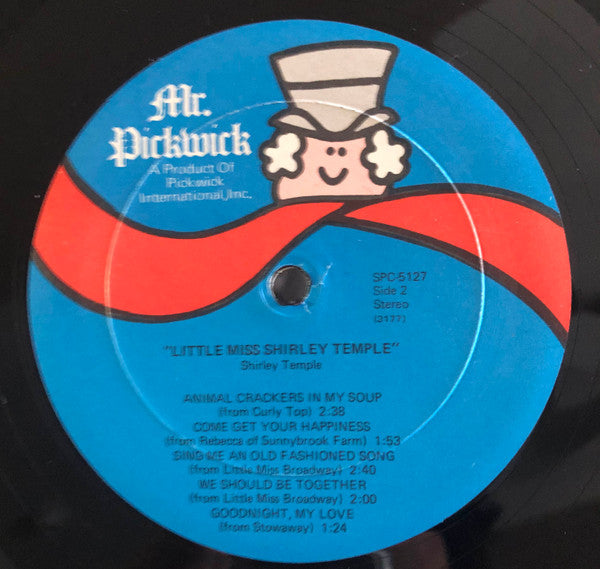 Mr.
Pickwick
A Product Of
Pickwick
International, Inc.
SPC-5127
Side 2
Stereo
(3177)
"LITTLE MISS SHIRLEY TEMPLE"
Shirley Temple
ANIMAL CRACKERS IN MY SOUP
(from Curly Top) 2:38
COME GET YOUR HAPPINESS
(from Rebecca of Sunnybrook Farm) 1:53
SING ME AN OLD FASHIONED SONG
(from Little Miss Broadway) 2:40
WE SHOULD BE TOGETHER
(from Little Miss Broadway) 2:00
GOODNIGHT, MY LOVE
(from Stowaway) 1:24